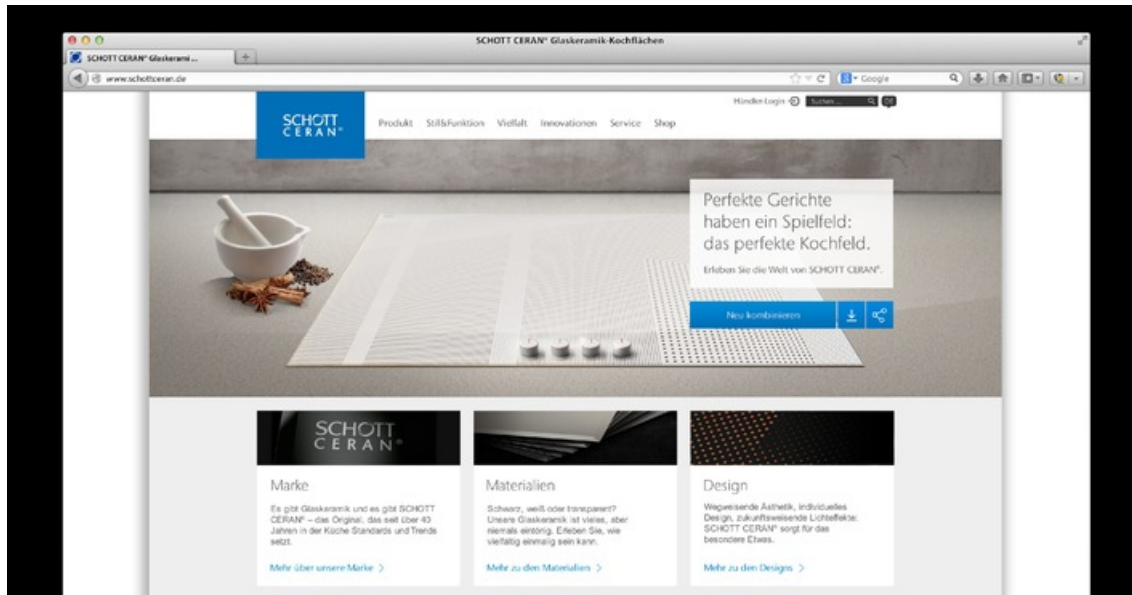 SCHOTT CERAN® Glaskeramik-Kochflächen
SCHOTT CERAN® Glaskerami...
www.schottceran.de
Google
Händler-Login
Suchen ...
DE
SCHOTT
CERAN®
Produkt Stil&Funktion Vielfalt Innovationen Service Shop
Perfekte Gerichte
haben ein Spielfeld:
das perfekte Kochfeld.
Erleben Sie die Welt von SCHOTT CERAN®.
Neu kombinieren
SCHOTT
CERAN®
Marke
Es gibt Glaskeramik und es gibt SCHOTT
CERAN® – das Original, das seit über 40
Jahren in der Küche Standards und Trends
setzt.
Mehr über unsere Marke >
Materialien
Schwarz, weiß oder transparent?
Unsere Glaskeramik ist vieles, aber
niemals eintönig. Erleben Sie, wie
vielfältig einmalig sein kann.
Mehr zu den Materialien >
Design
Wegweisende Ästhetik, individuelles
Design, zukunftsweisende Lichteffekte:
SCHOTT CERAN® sorgt für das
besondere Etwas.
Mehr zu den Designs >